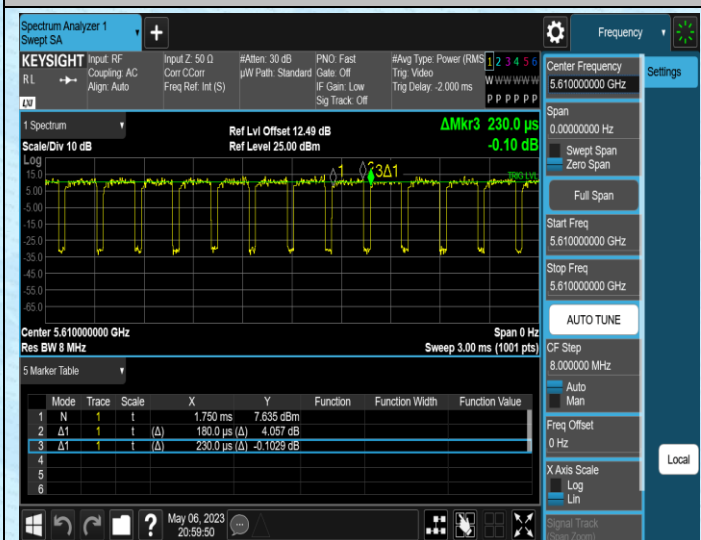 Spectrum Analyzer 1
Swept SA
+
Frequency
KEYSIGHT
RL
LXI
Input: RF
Coupling: AC
Align: Auto
Input Z: 50 Ω
Corr CCorr
Freq Ref: Int (S)
#Atten: 30 dB
µW Path: Standard
PNO: Fast
Gate: Off
IF Gain: Low
Sig Track: Off
#Avg Type: Power (RMS
Trig: Video
Trig Delay: -2.000 ms
1 2 3 4 5 6
W W W W W W
P P P P P P
1 Spectrum
Scale/Div 10 dB
Ref Lvl Offset 12.49 dB
Ref Level 25.00 dBm
ΔMkr3 230.0 µs
-0.10 dB
Log
15.0
5.00
-5.00
-15.0
-25.0
-35.0
-45.0
-55.0
-65.0
1
3Δ1
TRIG LVL
Center 5.610000000 GHz
Res BW 8 MHz
Span 0 Hz
Sweep 3.00 ms (1001 pts)
5 Marker Table
Mode Trace Scale X Y Function Function Width Function Value
1 N 1 t 1.750 ms 7.635 dBm
2 Δ1 1 t (Δ) 180.0 µs (Δ) 4.057 dB
3 Δ1 1 t (Δ) 230.0 µs (Δ) -0.1029 dB
4
5
6
?
May 06, 2023
20:59:50
Center Frequency
5.610000000 GHz
Span
0.00000000 Hz
Swept Span
Zero Span
Full Span
Start Freq
5.610000000 GHz
Stop Freq
5.610000000 GHz
AUTO TUNE
CF Step
8.000000 MHz
Auto
Man
Freq Offset
0 Hz
X Axis Scale
Log
Lin
Signal Track
(Span Zoom)
Settings
Local